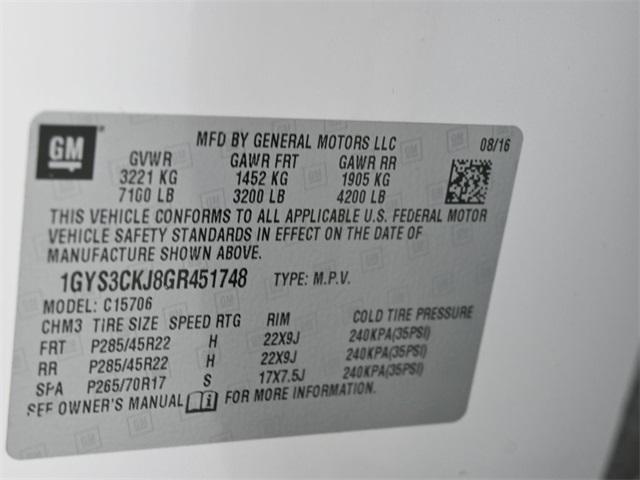 GM
MFD BY GENERAL MOTORS LLC 08/16
GVWR GAWR FRT GAWR RR
3221 KG 1452 KG 1905 KG
7160 LB 3200 LB 4200 LB
THIS VEHICLE CONFORMS TO ALL APPLICABLE U.S. FEDERAL MOTOR
VEHICLE SAFETY STANDARDS IN EFFECT ON THE DATE OF
MANUFACTURE SHOWN ABOVE.
1GYS3CKJ8GR451748 TYPE: M.P.V.
MODEL: C15706
CHM3 TIRE SIZE SPEED RTG RIM COLD TIRE PRESSURE
FRT P285/45R22 H 22X9J 240KPA(35PSI)
RR P285/45R22 H 22X9J 240KPA(35PSI)
SPA P265/70R17 S 17X7.5J 240KPA(35PSI)
SEE OWNER'S MANUAL FOR MORE INFORMATION.